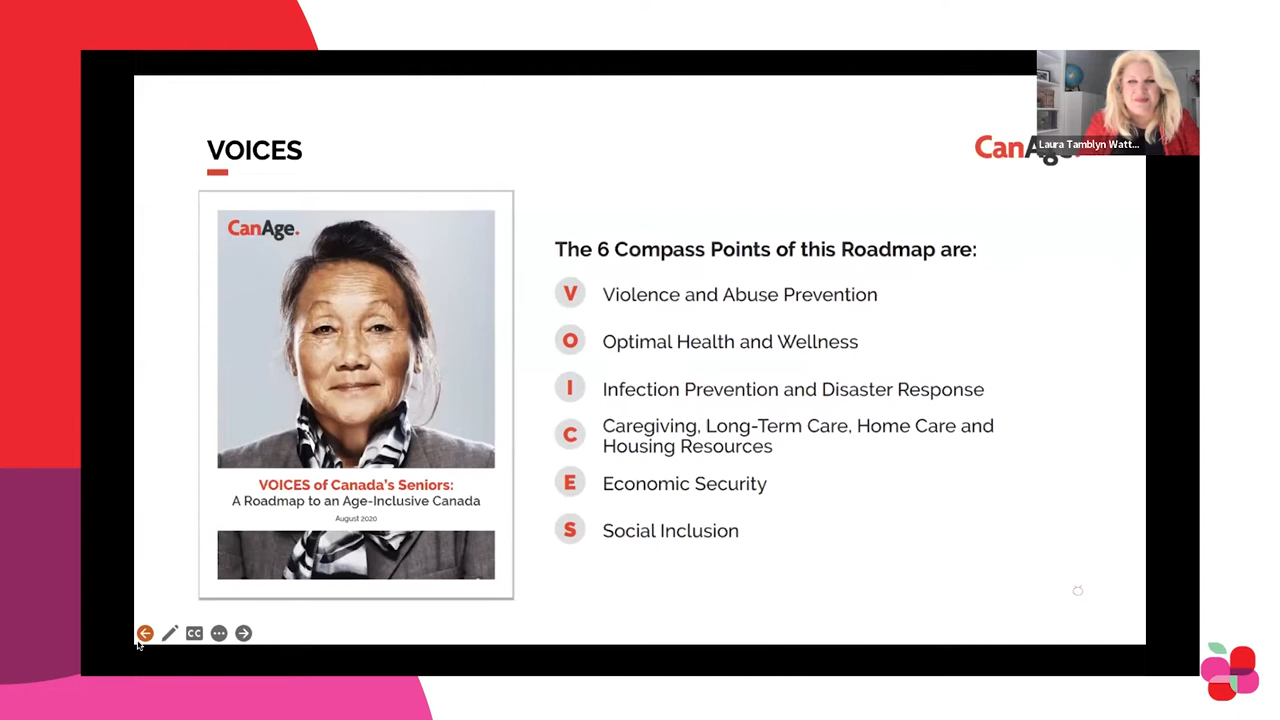 VOICES
CanAge.
Laura Tamblyn Watt...
CanAge.
VOICES of Canada's Seniors:
A Roadmap to an Age-Inclusive Canada
August 2020
The 6 Compass Points of this Roadmap are:
V Violence and Abuse Prevention
O Optimal Health and Wellness
I Infection Prevention and Disaster Response
C Caregiving, Long-Term Care, Home Care and
Housing Resources
E Economic Security
S Social Inclusion
CC